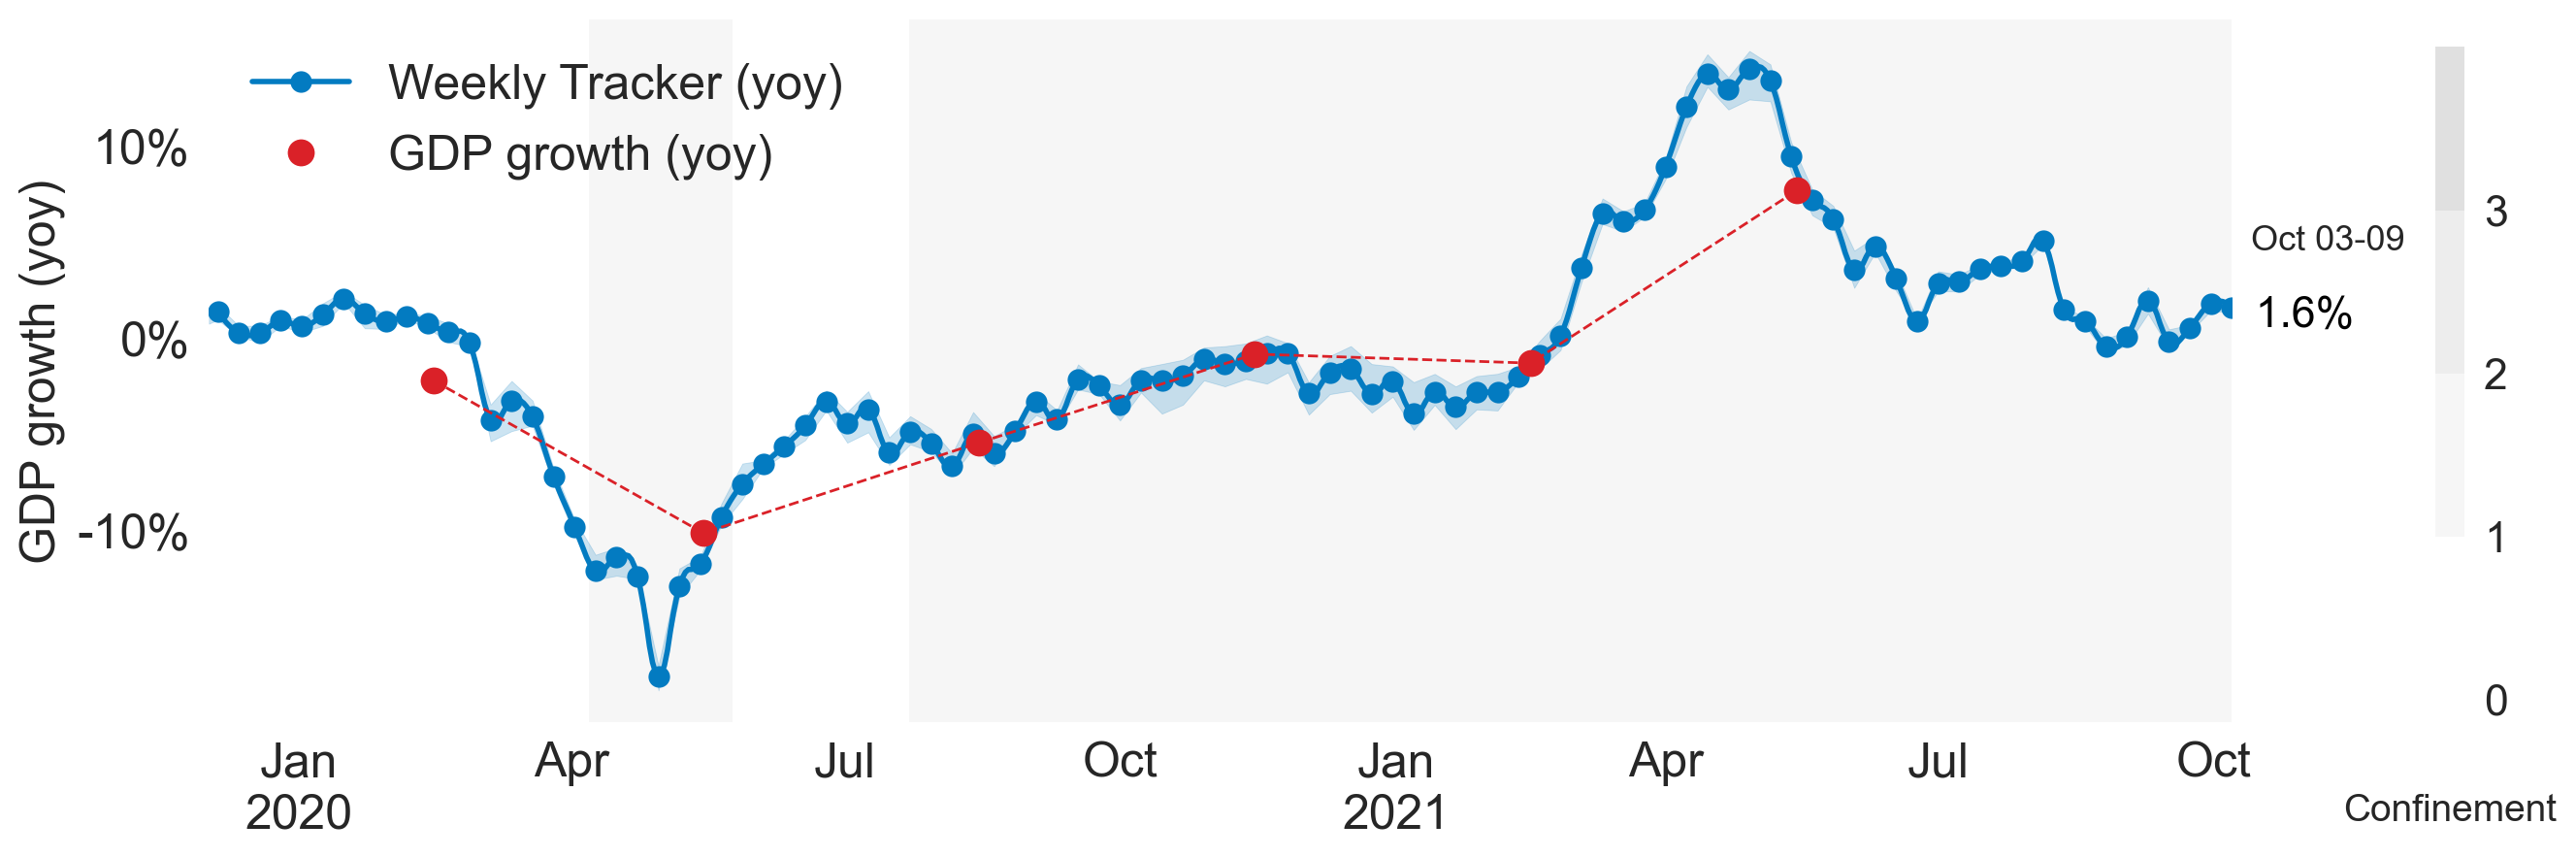 Weekly Tracker (yoy)
GDP growth (yoy)
GDP growth (yoy)
10%
0%
-10%
Oct 03-09
1.6%
3
2
1
0
Jan Apr Jul Oct Jan Apr Jul Oct
2020 2021
Confinement